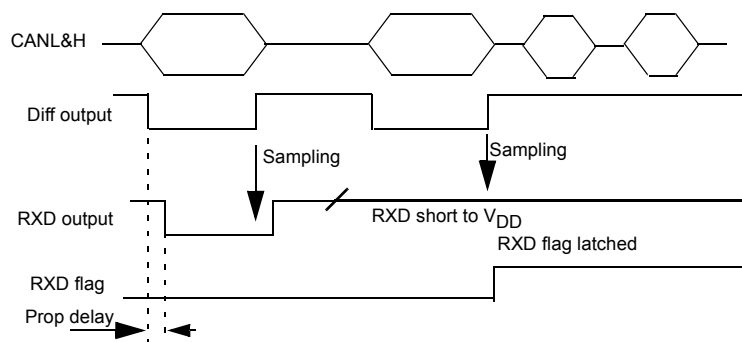 CANL&H
Diff output
Sampling
Sampling
RXD output
RXD short to VDD
RXD flag latched
RXD flag
Prop delay